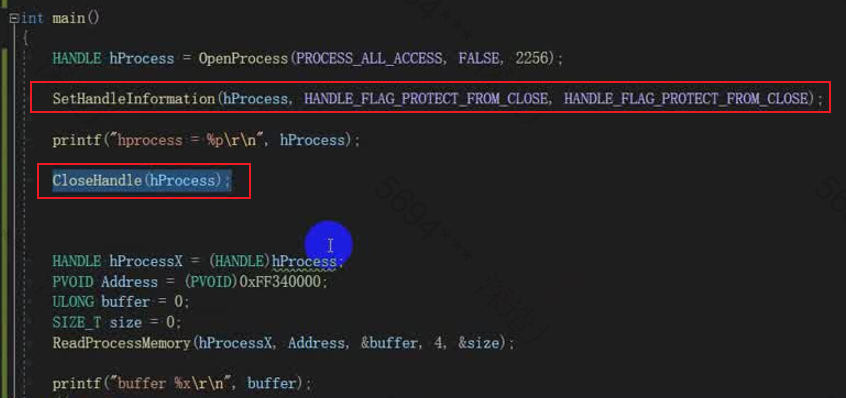 int main()
{
HANDLE hProcess = OpenProcess(PROCESS_ALL_ACCESS, FALSE, 2256);
SetHandleInformation(hProcess, HANDLE_FLAG_PROTECT_FROM_CLOSE, HANDLE_FLAG_PROTECT_FROM_CLOSE);
printf("hprocess = %p\r\n", hProcess);
CloseHandle(hProcess);
HANDLE hProcessX = (HANDLE)hProcess;
PVOID Address = (PVOID)0xFF340000;
ULONG buffer = 0;
SIZE_T size = 0;
ReadProcessMemory(hProcessX, Address, &buffer, 4, &size);
printf("buffer %x\r\n", buffer);